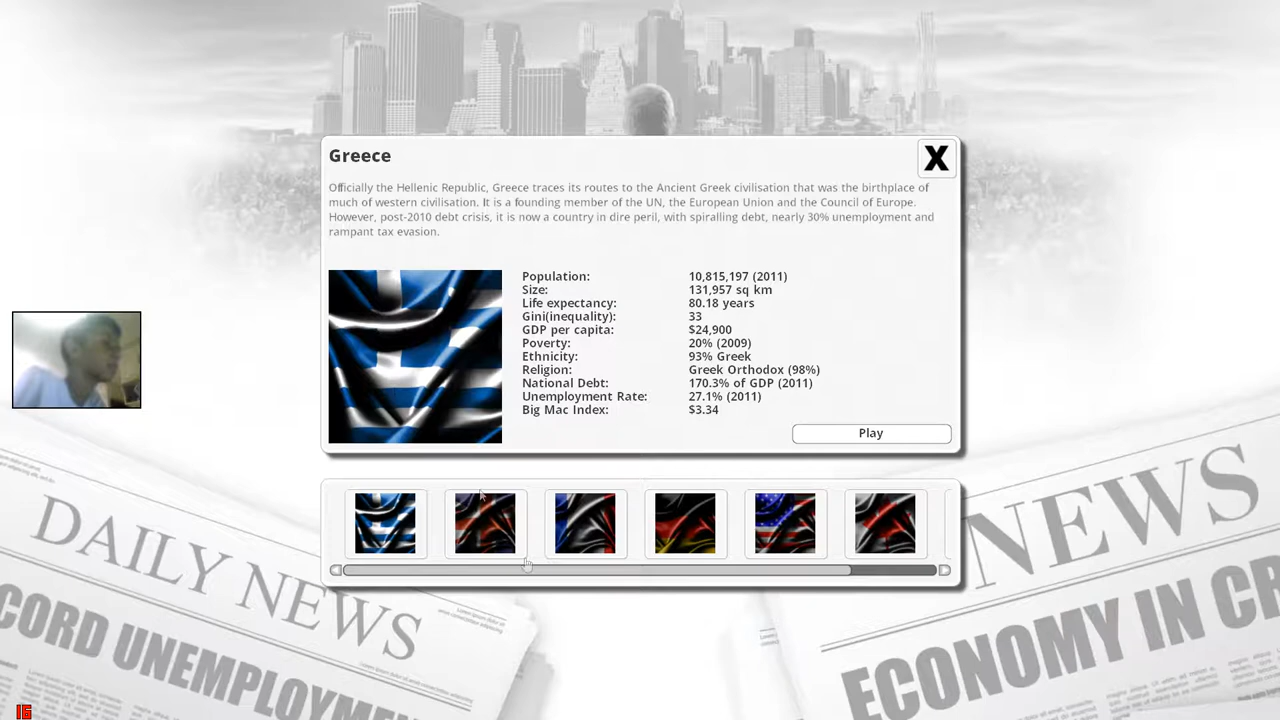 Greece
X
Officially the Hellenic Republic, Greece traces its routes to the Ancient Greek civilisation that was the birthplace of
much of western civilisation. It is a founding member of the UN, the European Union and the Council of Europe.
However, post-2010 debt crisis, it is now a country in dire peril, with spiralling debt, nearly 30% unemployment and
rampant tax evasion.
Population: 10,815,197 (2011)
Size: 131,957 sq km
Life expectancy: 80.18 years
Gini(inequality): 33
GDP per capita: $24,900
Poverty: 20% (2009)
Ethnicity: 93% Greek
Religion: Greek Orthodox (98%)
National Debt: 170.3% of GDP (2011)
Unemployment Rate: 27.1% (2011)
Big Mac Index: $3.34
Play
DAILY NEWS
CORD UNEMPLOYM
NEWS
ECONOMY IN CR
16